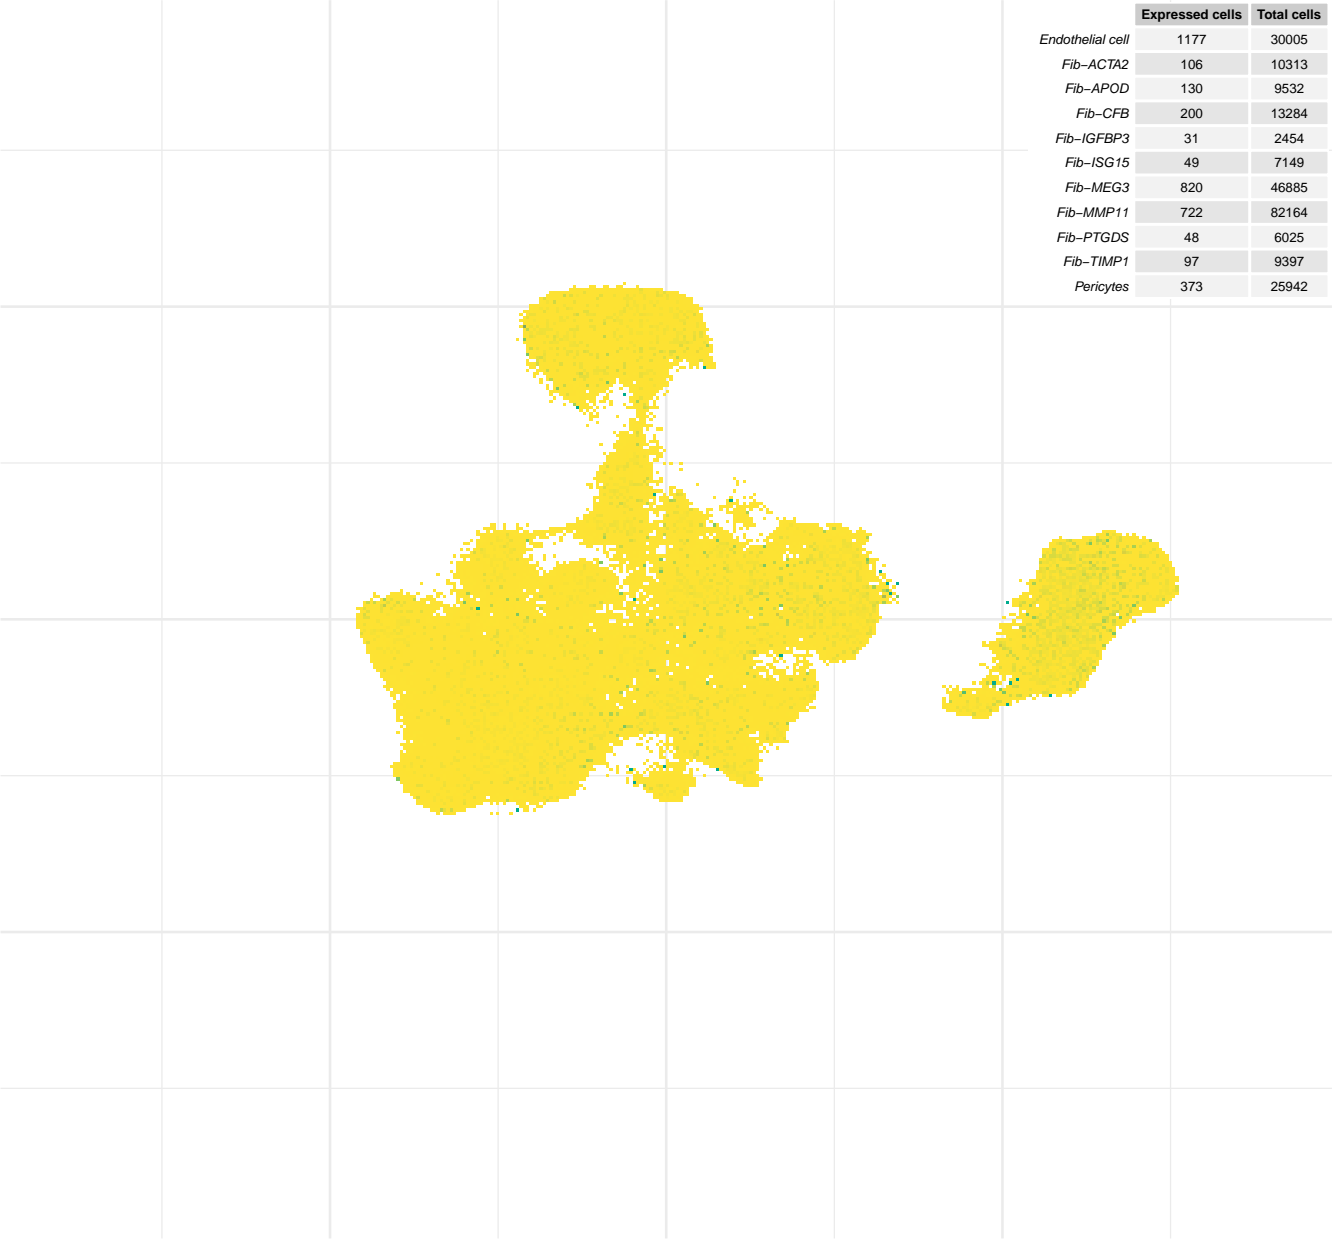 Expressed cells Total cells
Endothelial cell 1177 30005
Fib−ACTA2 106 10313
Fib−APOD 130 9532
Fib−CFB 200 13284
Fib−IGFBP3 31 2454
Fib−ISG15 49 7149
Fib−MEG3 820 46885
Fib−MMP11 722 82164
Fib−PTGDS 48 6025
Fib−TIMP1 97 9397
Pericytes 373 25942